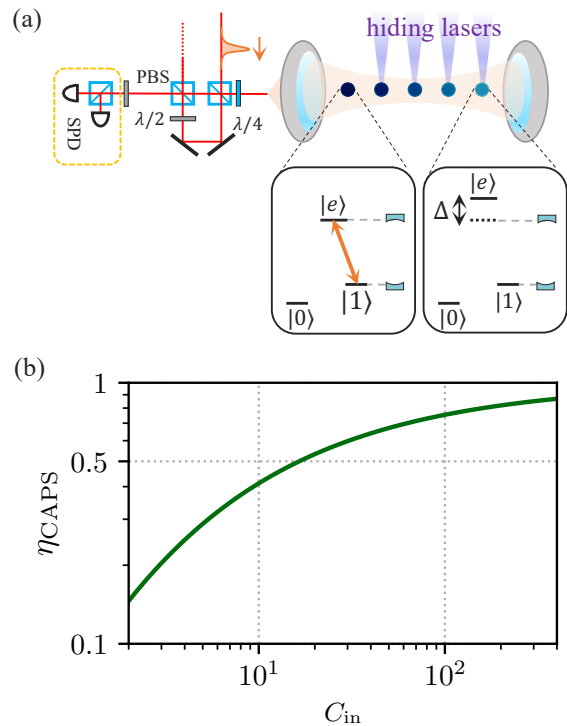 (a)
hiding lasers
PBS
SPD
λ/2
λ/4
|e⟩
|1⟩
|0⟩
|e⟩
Δ
|1⟩
|0⟩
(b)
1
0.5
0.1
η_CAPS
10^1
10^2
C_in